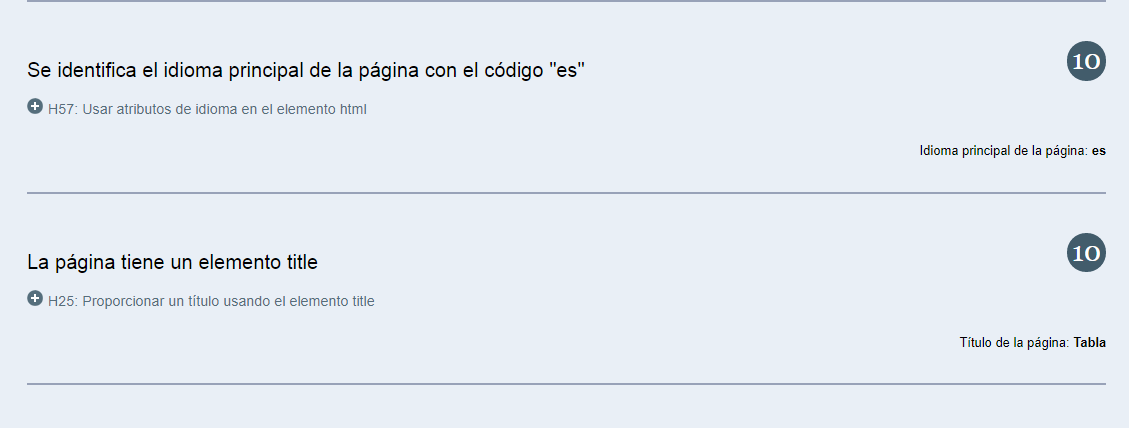 Se identifica el idioma principal de la página con el código "es"
10
H57: Usar atributos de idioma en el elemento html
Idioma principal de la página: es
La página tiene un elemento title
10
H25: Proporcionar un título usando el elemento title
Título de la página: Tabla